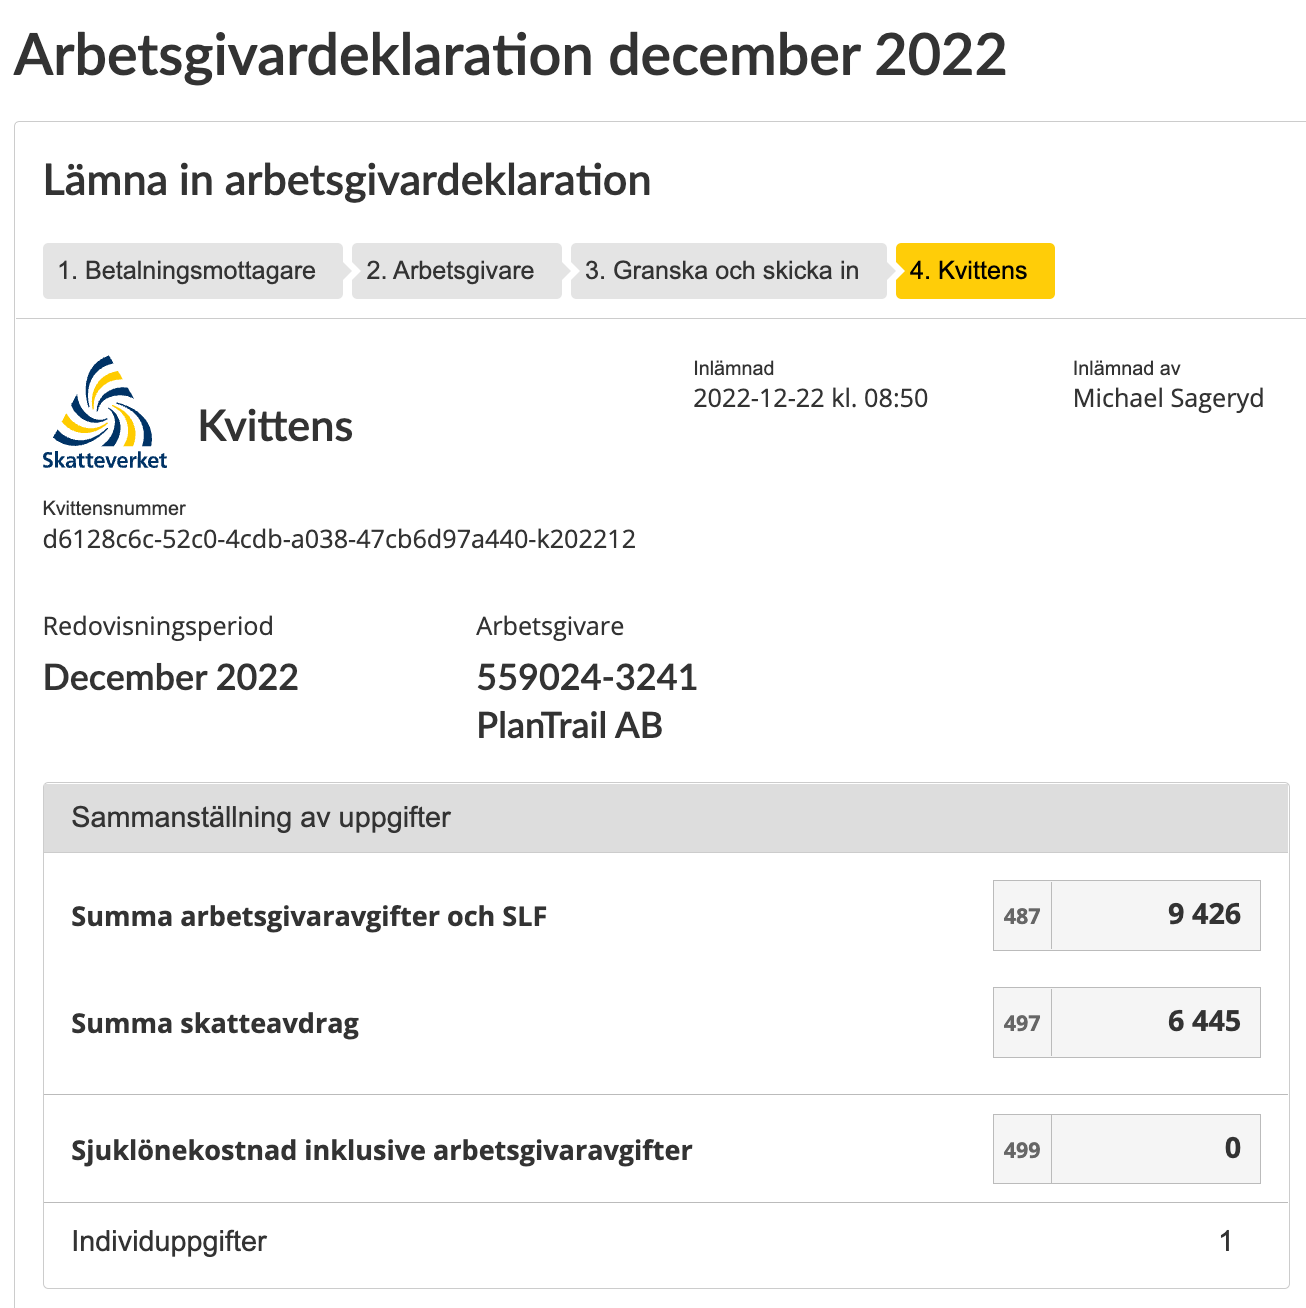 Arbetsgivardeklaration december 2022
Lämna in arbetsgivardeklaration
1. Betalningsmottagare 2. Arbetsgivare 3. Granska och skicka in 4. Kvittens
Skatteverket
Kvittens
Inlämnad
2022-12-22 kl. 08:50
Inlämnad av
Michael Sageryd
Kvittensnummer
d6128c6c-52c0-4cdb-a038-47cb6d97a440-k202212
Redovisningsperiod
December 2022
Arbetsgivare
559024-3241
PlanTrail AB
Sammanställning av uppgifter
Summa arbetsgivaravgifter och SLF 487 9 426
Summa skatteavdrag 497 6 445
Sjuklönekostnad inklusive arbetsgivaravgifter 499 0
Individuppgifter 1